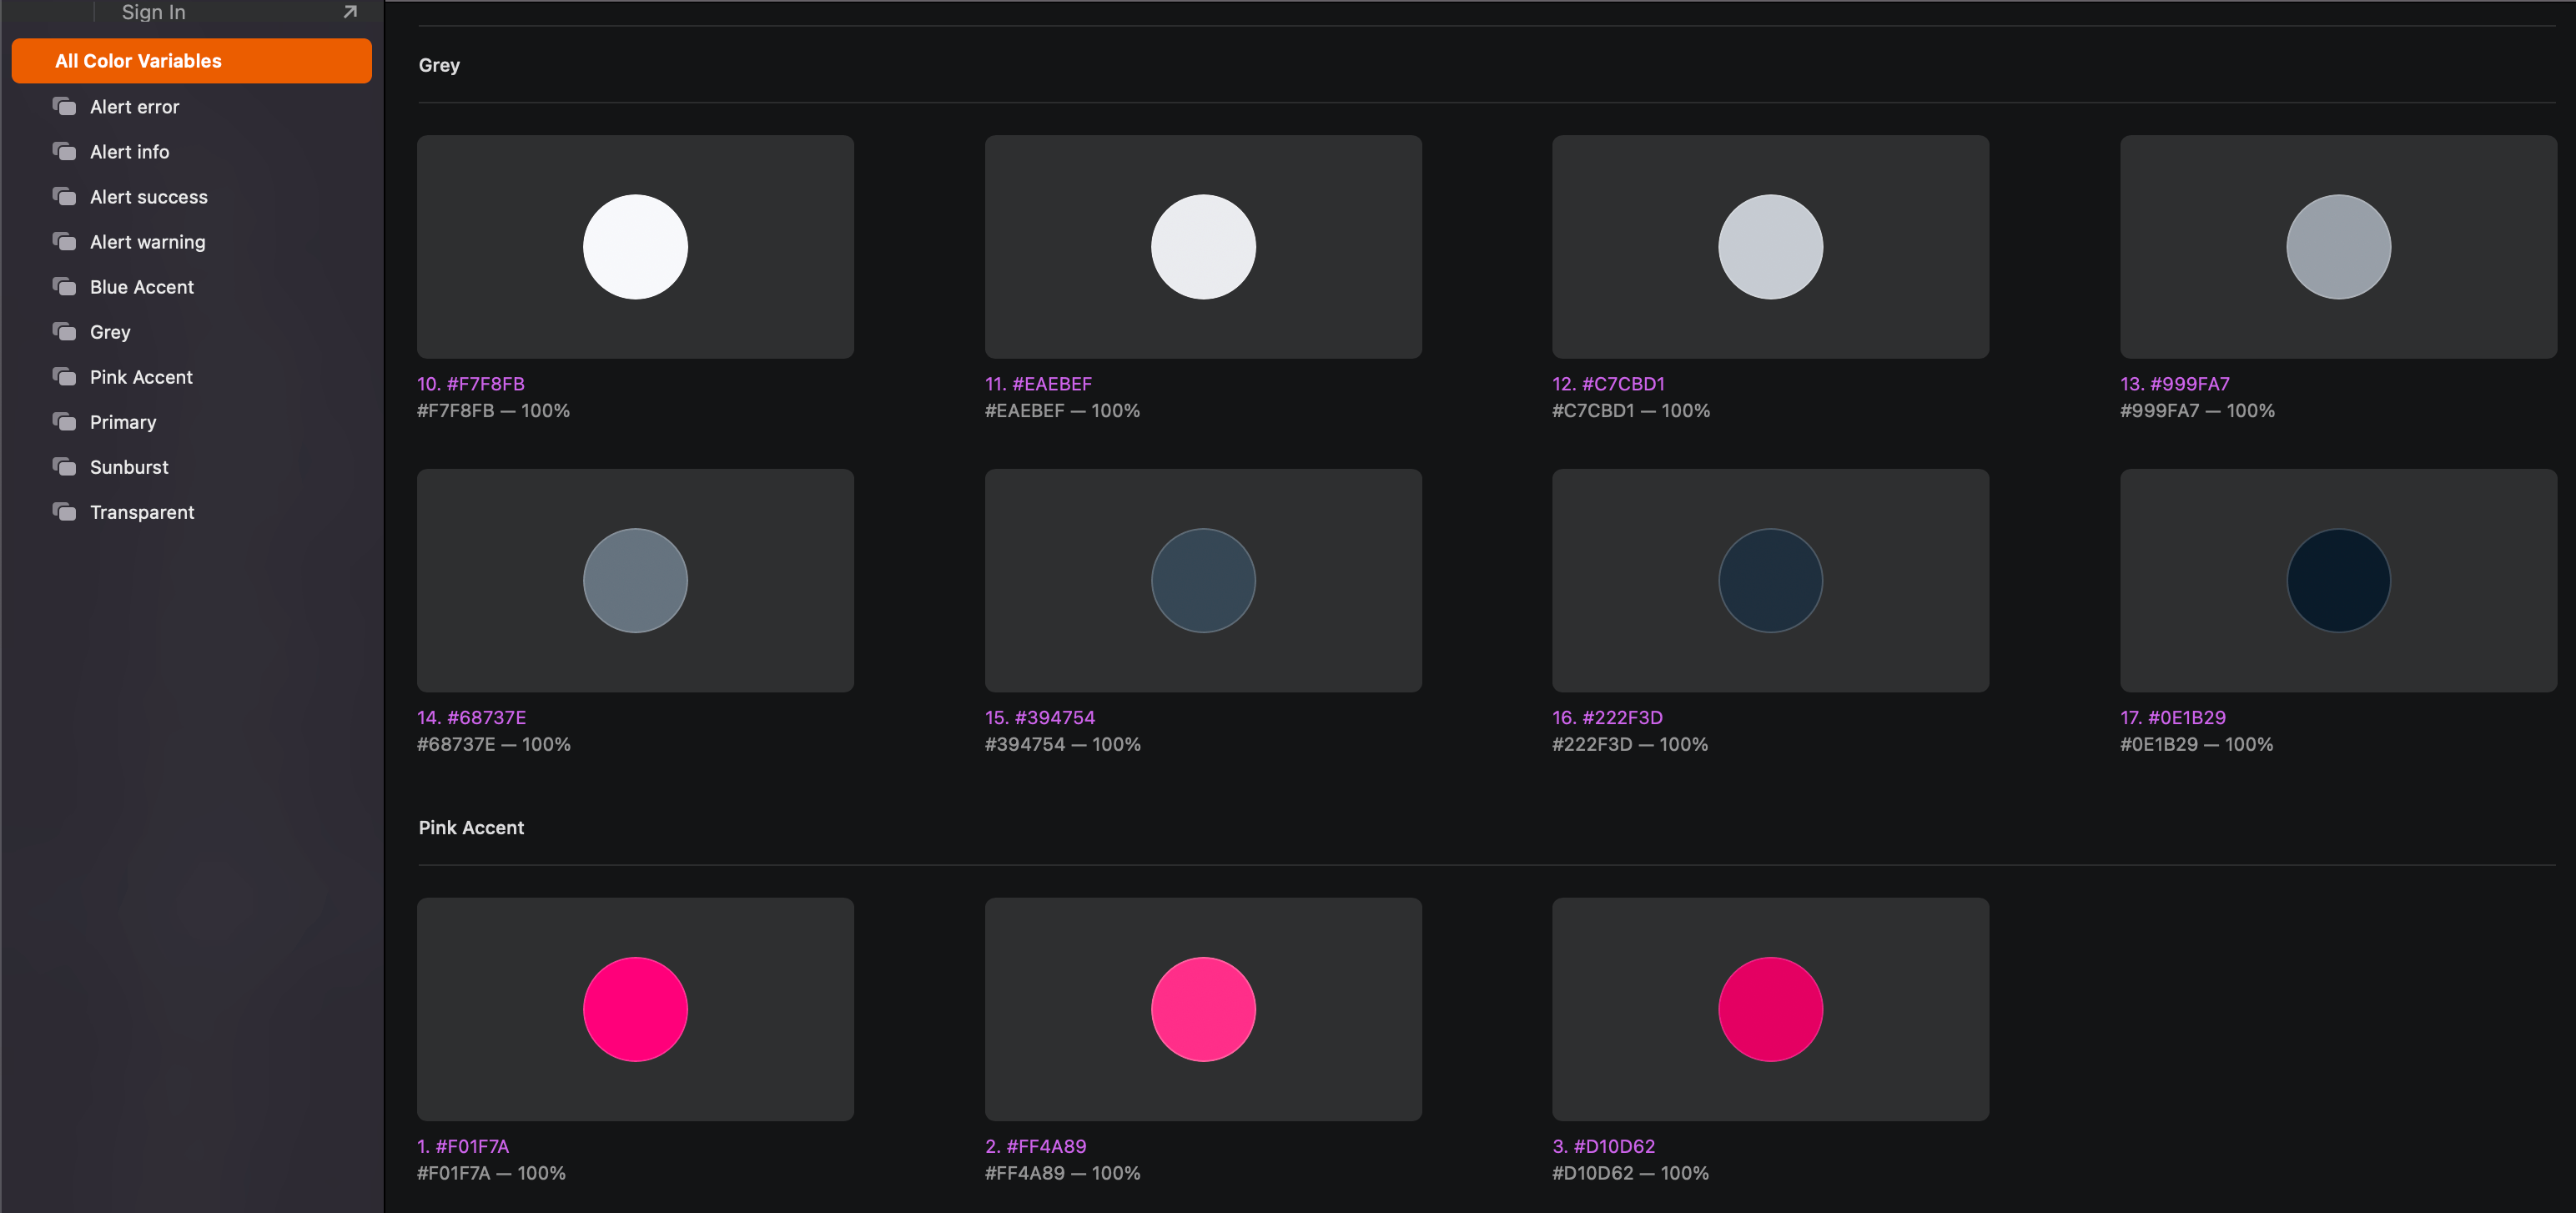 Sign In
All Color Variables
Alert error
Alert info
Alert success
Alert warning
Blue Accent
Grey
Pink Accent
Primary
Sunburst
Transparent
Grey
10. #F7F8FB
#F7F8FB — 100%
11. #EAEBEF
#EAEBEF — 100%
12. #C7CBD1
#C7CBD1 — 100%
13. #999FA7
#999FA7 — 100%
14. #68737E
#68737E — 100%
15. #394754
#394754 — 100%
16. #222F3D
#222F3D — 100%
17. #0E1B29
#0E1B29 — 100%
Pink Accent
1. #F01F7A
#F01F7A — 100%
2. #FF4A89
#FF4A89 — 100%
3. #D10D62
#D10D62 — 100%